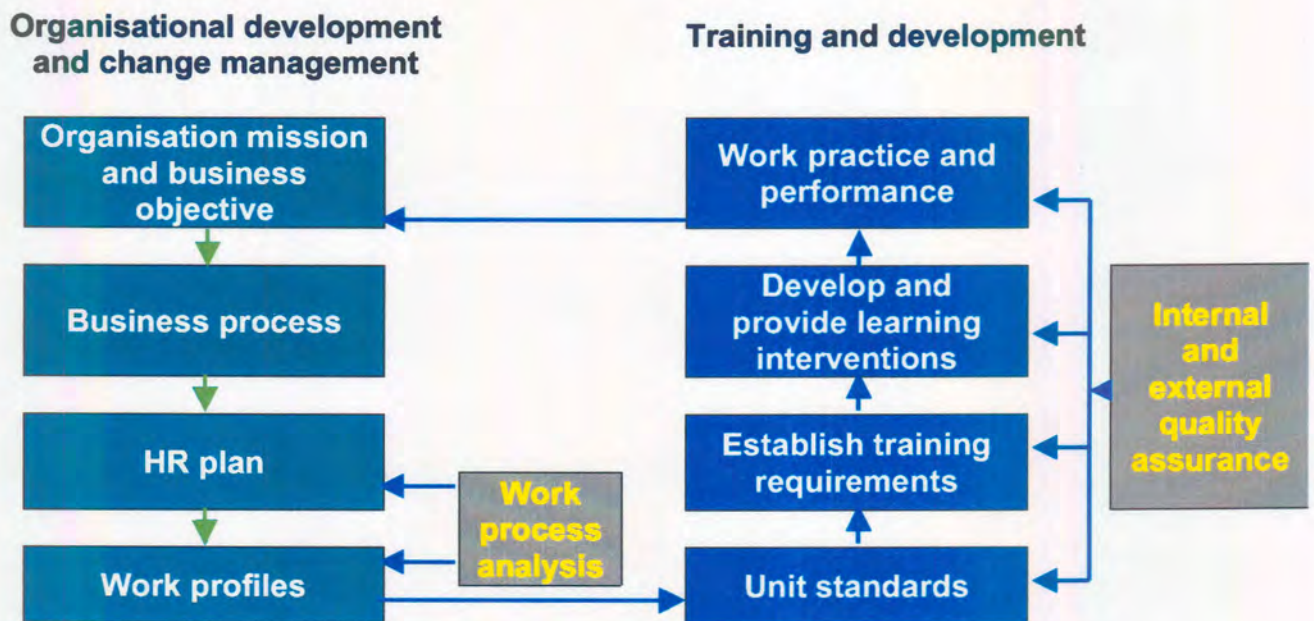 Organisational development
and change management
Training and development
Organisation mission
and business
objective
Business process
HR plan
Work profiles
Work
process
analysis
Work practice and
performance
Develop and
provide learning
interventions
Establish training
requirements
Unit standards
Internal
and
external
quality
assurance